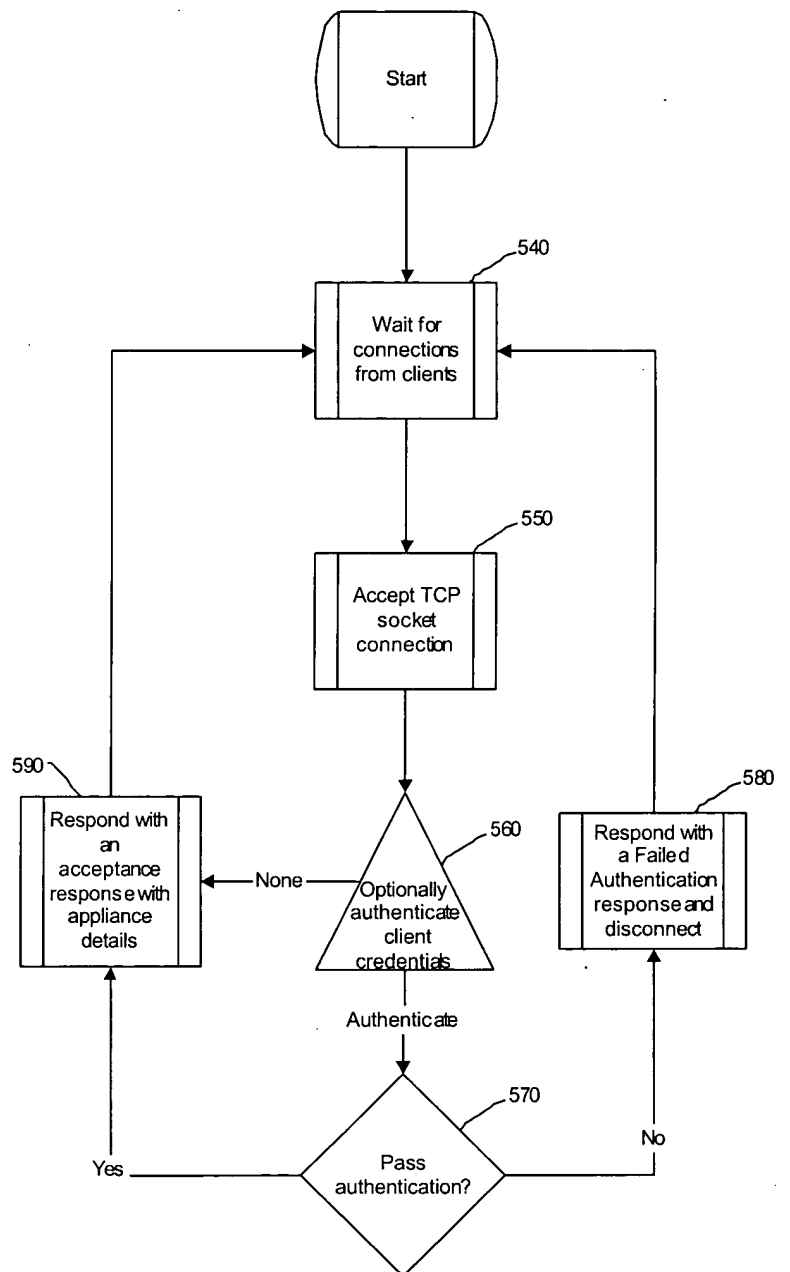 Start
540
Wait for
connections
from clients
550
Accept TCP
socket
connection
590
Respond with
an
acceptance
response with
appliance
details
None
560
Optionally
authenticate
client
credentials
580
Respond with
a Failed
Authentication
response and
disconnect
Authenticate
570
Pass
authentication?
Yes
No